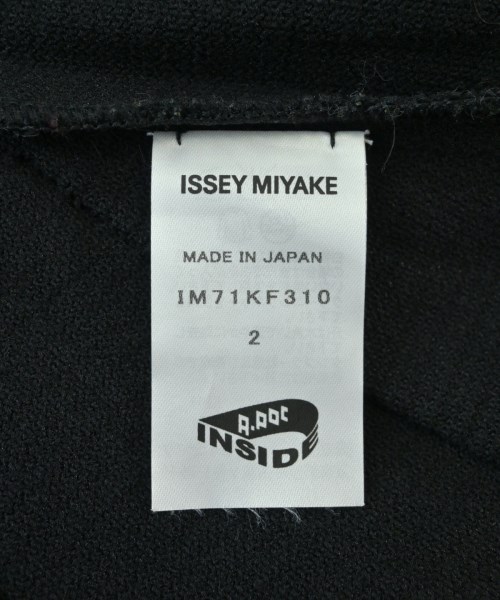 ISSEY MIYAKE
MADE IN JAPAN
IM71KF310
2
A.POC
INSIDE